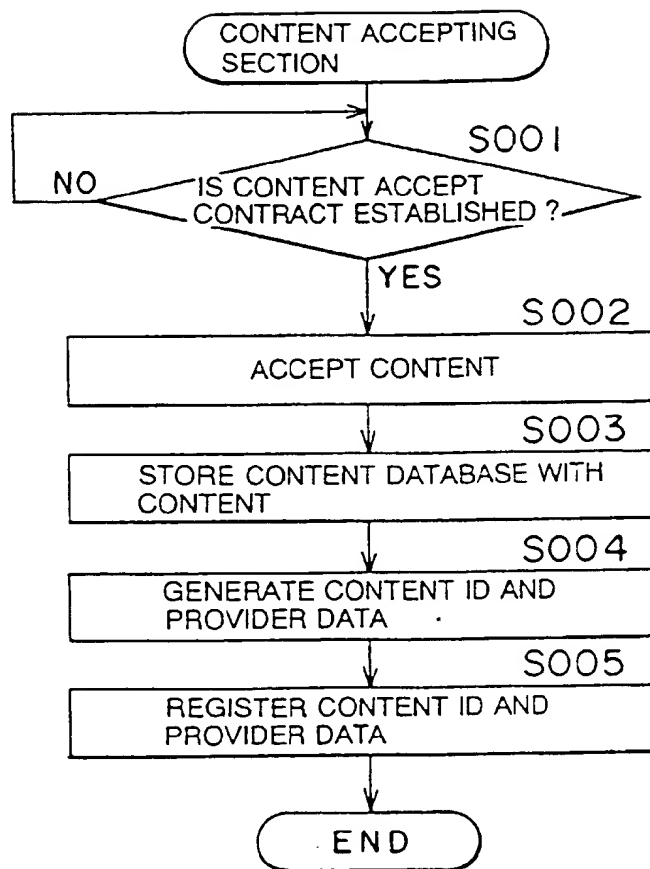 CONTENT ACCEPTING
SECTION
S001
NO
IS CONTENT ACCEPT
CONTRACT ESTABLISHED ?
YES
S002
ACCEPT CONTENT
S003
STORE CONTENT DATABASE WITH
CONTENT
S004
GENERATE CONTENT ID AND
PROVIDER DATA
S005
REGISTER CONTENT ID AND
PROVIDER DATA
END